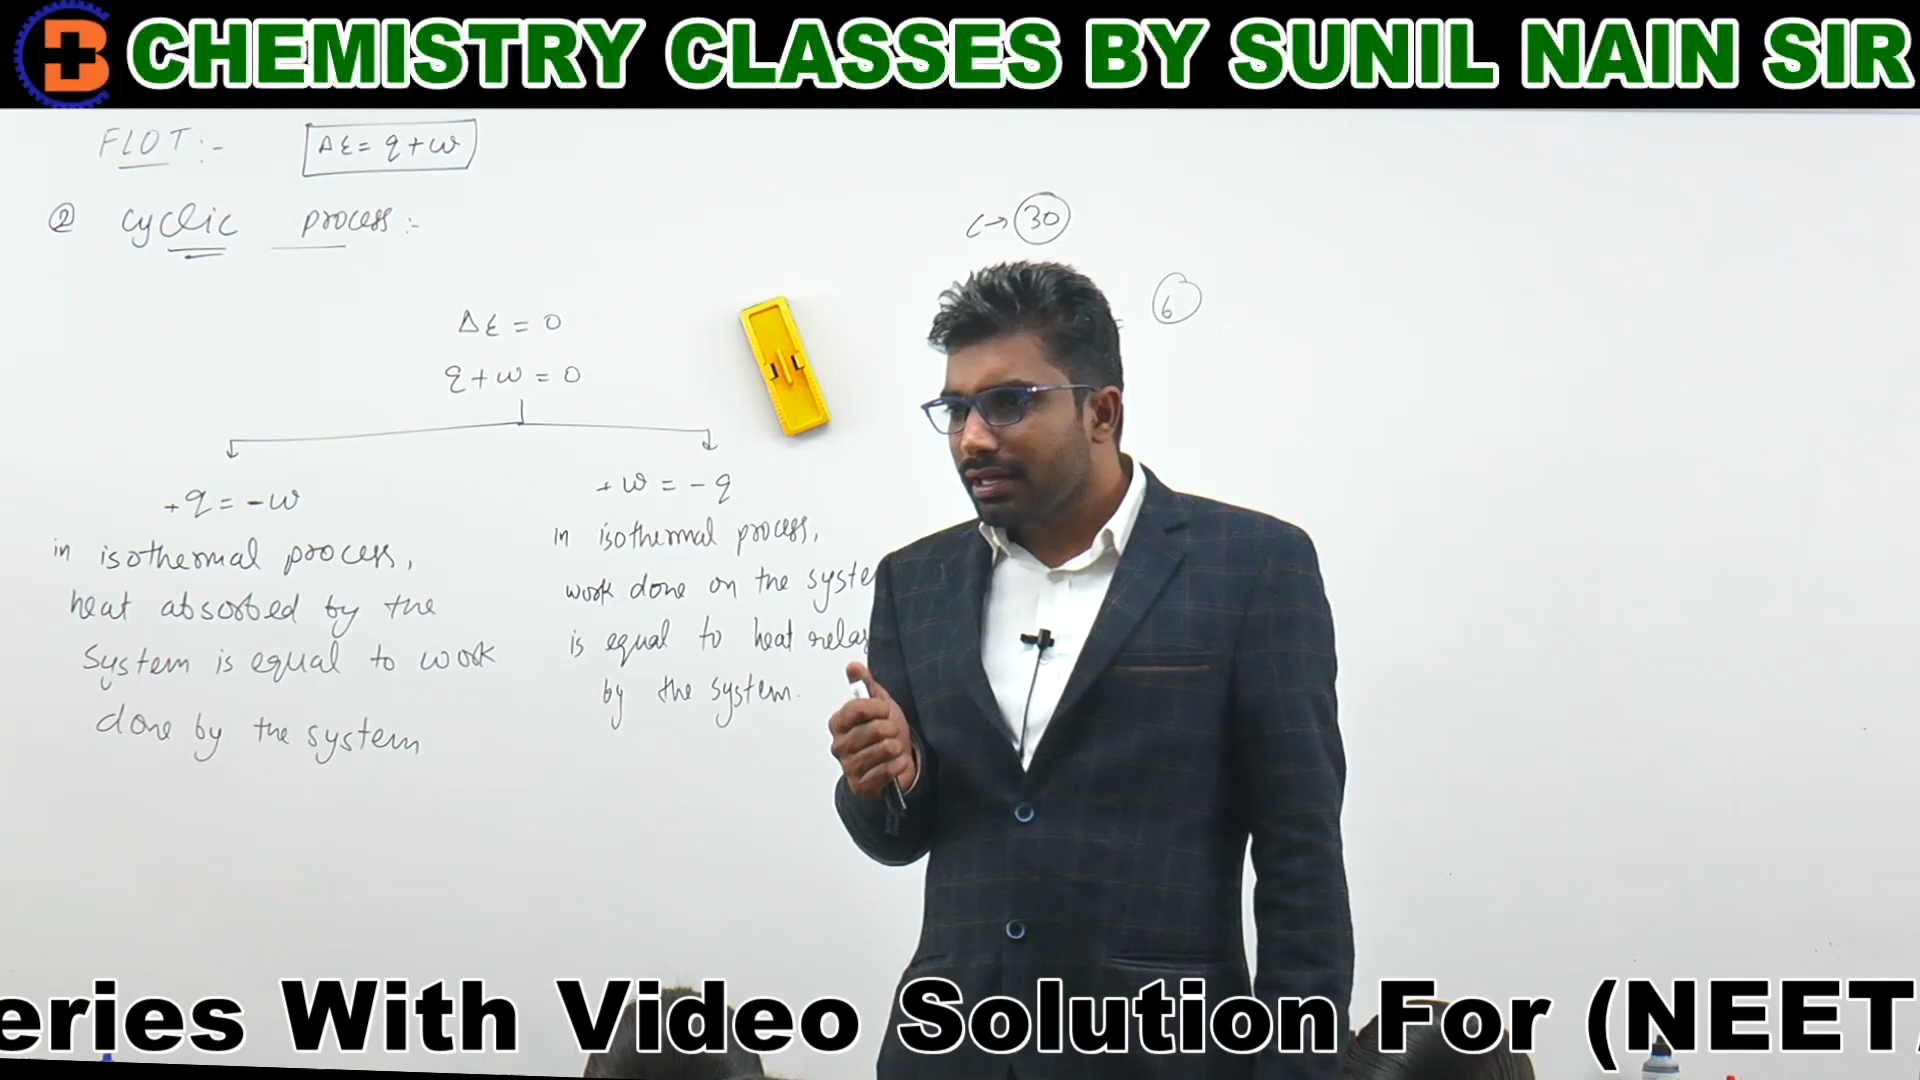 CHEMISTRY CLASSES BY SUNIL NAIN SIR
FLOT :- ΔE = q + w
② cyclic process :-
ΔE = 0
q + w = 0
+q = -w
in isothermal process,
heat absorbed by the
system is equal to work
done by the system
+w = -q
in isothermal process,
work done on the syste
is equal to heat relas
by the system.
(→ 30
6
eries With Video Solution For (NEET